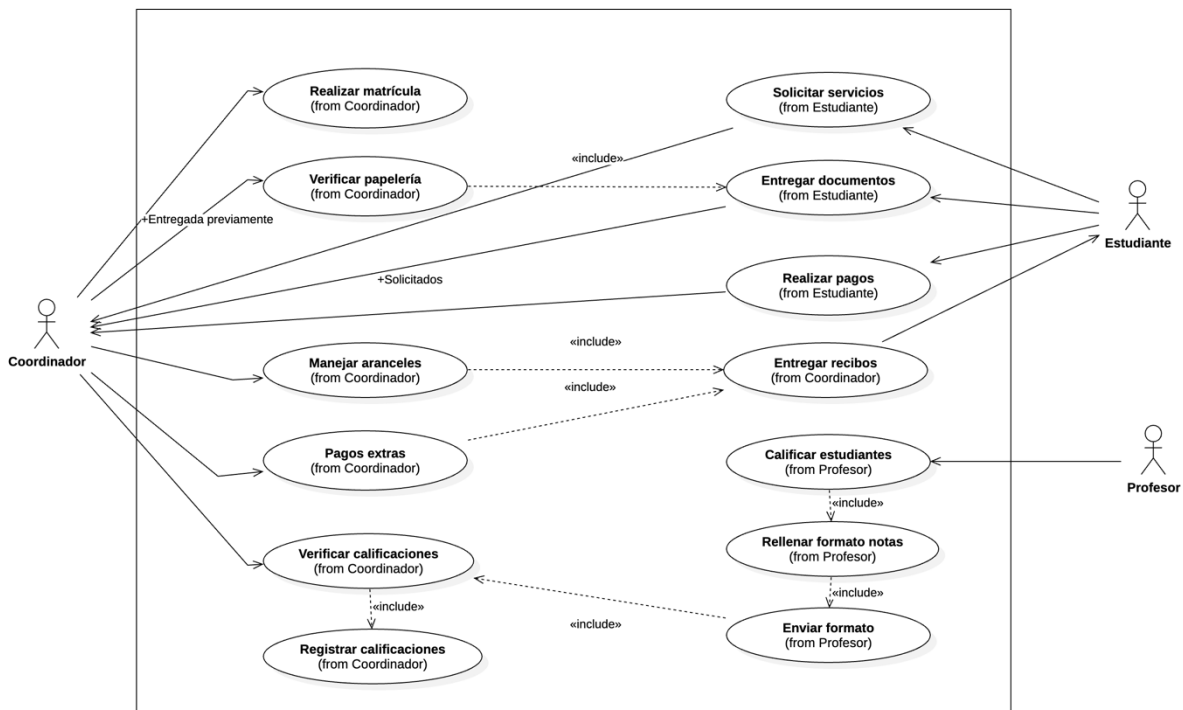 Realizar matrícula
(from Coordinador)
Solicitar servicios
(from Estudiante)
«include»
Verificar papelería
(from Coordinador)
Entregar documentos
(from Estudiante)
+Entregada previamente
Estudiante
+Solicitados
Realizar pagos
(from Estudiante)
Coordinador
«include»
Manejar aranceles
(from Coordinador)
Entregar recibos
(from Coordinador)
«include»
Pagos extras
(from Coordinador)
Calificar estudiantes
(from Profesor)
Profesor
«include»
Verificar calificaciones
(from Coordinador)
Rellenar formato notas
(from Profesor)
«include»
«include»
«include»
Registrar calificaciones
(from Coordinador)
Enviar formato
(from Profesor)